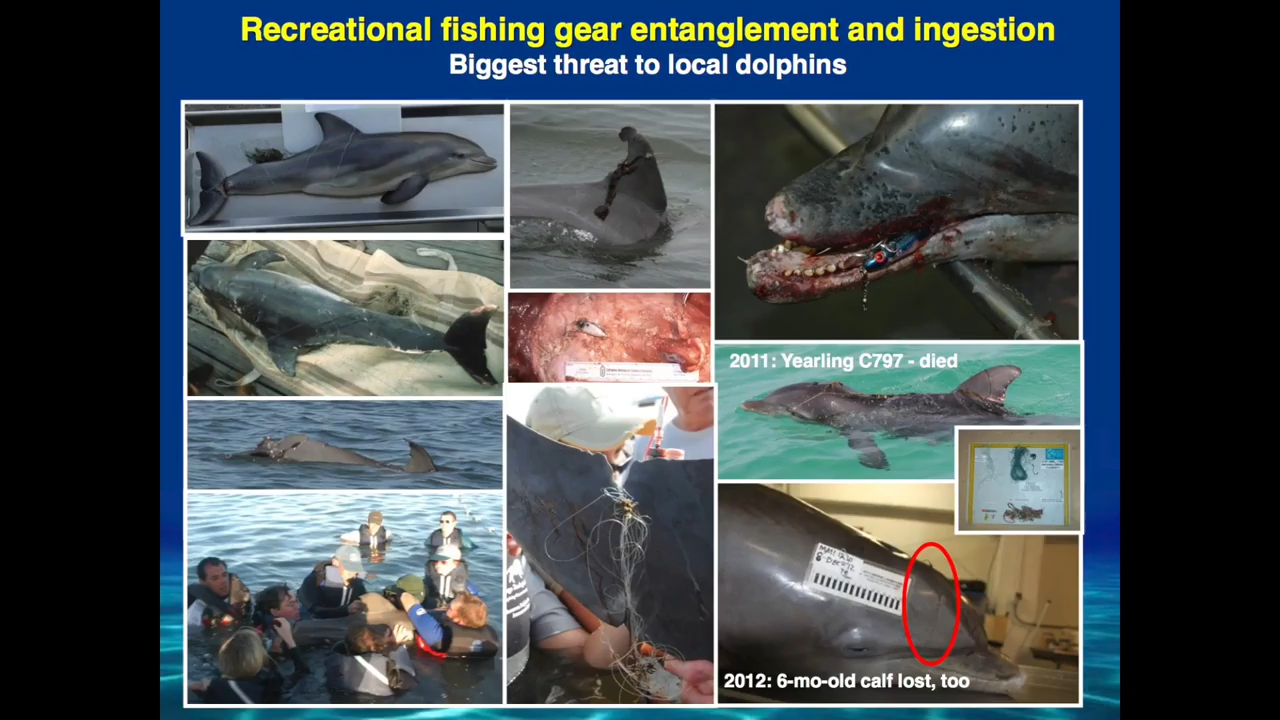 Recreational fishing gear entanglement and ingestion
Biggest threat to local dolphins
2011: Yearling C797 - died
2012: 6-mo-old calf lost, too